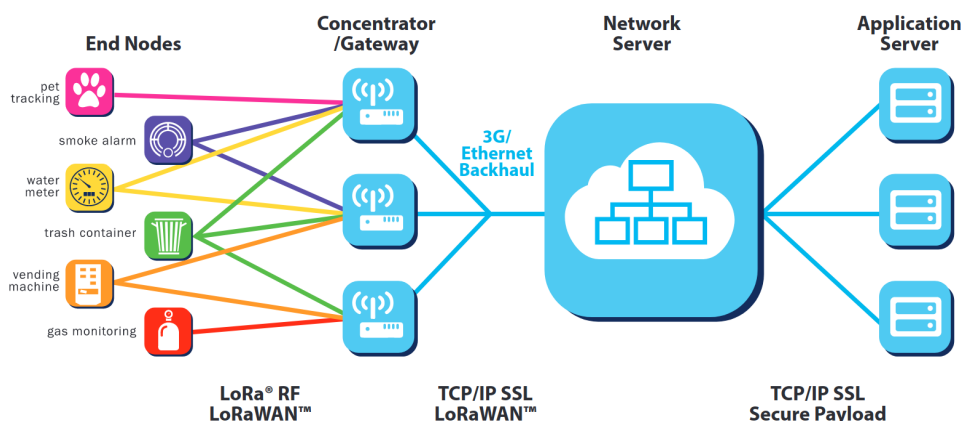 End Nodes
Concentrator
/Gateway
Network
Server
Application
Server
pet
tracking
smoke alarm
water
meter
trash container
vending
machine
gas monitoring
3G/
Ethernet
Backhaul
LoRa® RF
LoRaWAN™
TCP/IP SSL
LoRaWAN™
TCP/IP SSL
Secure Payload